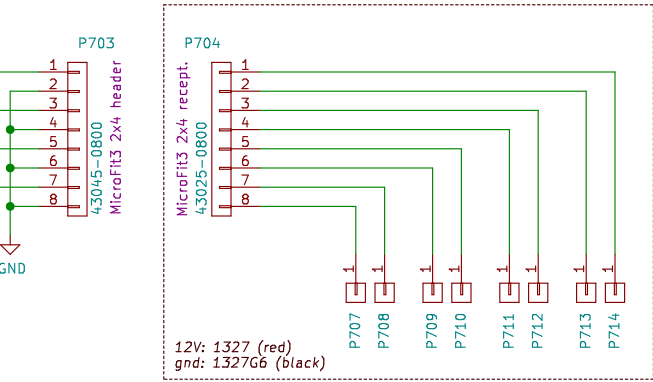 P703
1
2
3
4
5
6
7
8
43045-0800
MicroFit3 2x4 header
GND
P704
MicroFit3 2x4 recept.
43025-0800
1
2
3
4
5
6
7
8
1
1
1
1
1
1
1
1
P707
P708
P709
P710
P711
P712
P713
P714
12V: 1327 (red)
gnd: 1327G6 (black)